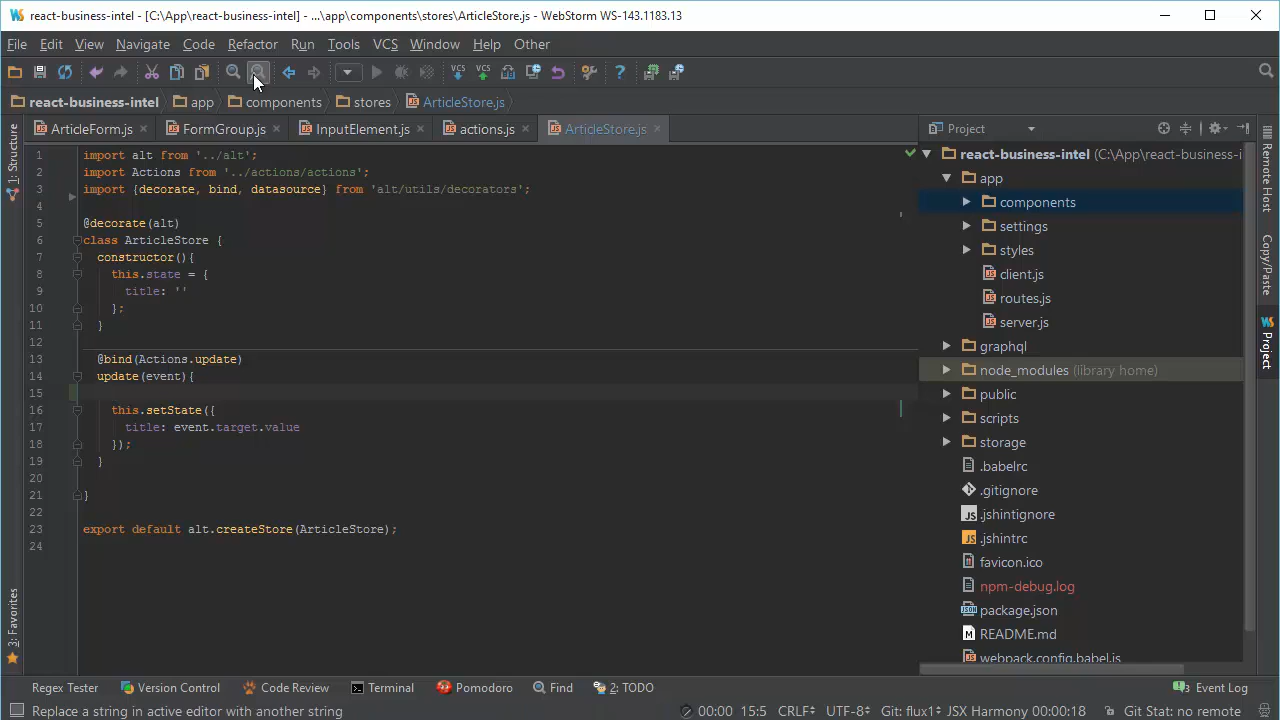 react-business-intel - [C:\App\react-business-intel] - ...\app\components\stores\ArticleStore.js - WebStorm WS-143.1183.13
File Edit View Navigate Code Refactor Run Tools VCS Window Help Other
react-business-intel app components stores ArticleStore.js
ArticleForm.js FormGroup.js InputElement.js actions.js ArticleStore.js
1 import alt from '../alt';
2 import Actions from '../actions/actions';
3 import {decorate, bind, datasource} from 'alt/utils/decorators';
4
5 @decorate(alt)
6 class ArticleStore {
7 constructor(){
8 this.state = {
9 title: ''
10 };
11 }
12
13 @bind(Actions.update)
14 update(event){
15
16 this.setState({
17 title: event.target.value
18 });
19 }
20
21 }
22
23 export default alt.createStore(ArticleStore);
24
Project
react-business-intel (C:\App\react-business-i
app
components
settings
styles
client.js
routes.js
server.js
graphql
node_modules (library home)
public
scripts
storage
.babelrc
.gitignore
.jshintignore
.jshintrc
favicon.ico
npm-debug.log
package.json
README.md
webpack.config.babel.js
1: Structure
3: Favorites
Remote Host
Copy/Paste
Project
Regex Tester Version Control Code Review Terminal Pomodoro Find 2: TODO Event Log
Replace a string in active editor with another string 00:00 15:5 CRLF UTF-8 Git: flux1 JSX Harmony 00:00:18 Git Stat: no remote